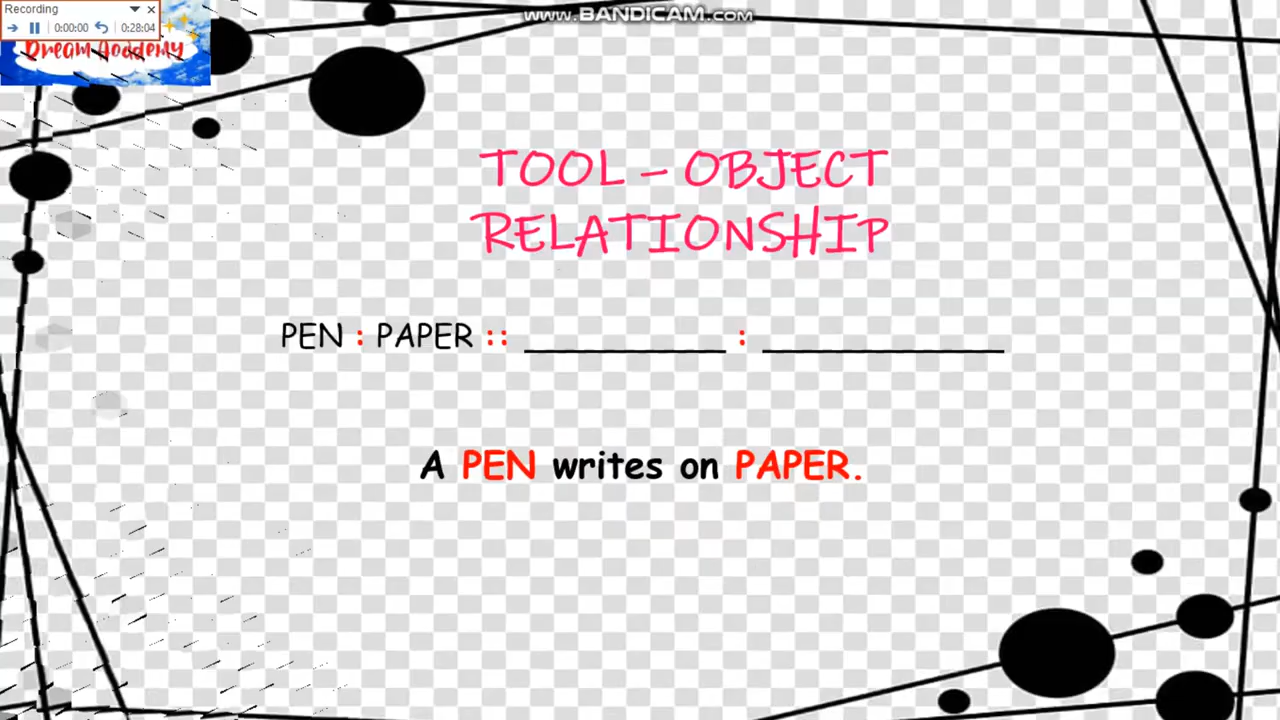 Recording
0:00:00 0:28:04
www.BANDICAM.com
Dream Academy
TOOL – OBJECT
RELATIONSHIP
PEN : PAPER :: ____________ : ______________
A PEN writes on PAPER.